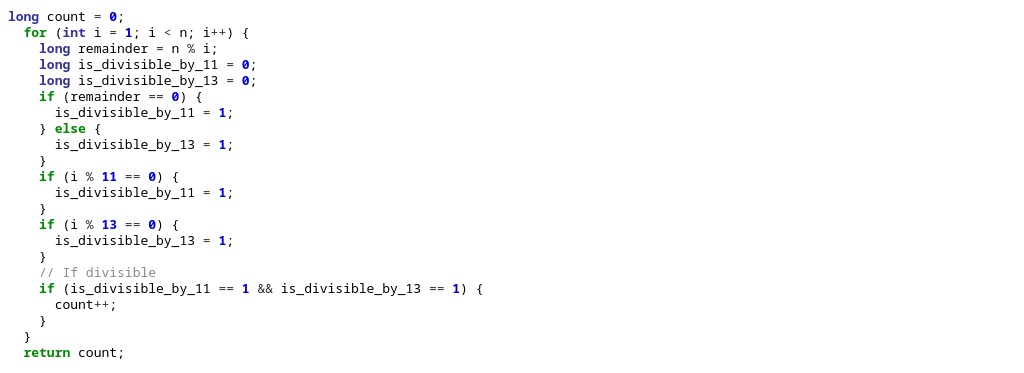 long count = 0;
  for (int i = 1; i < n; i++) {
    long remainder = n % i;
    long is_divisible_by_11 = 0;
    long is_divisible_by_13 = 0;
    if (remainder == 0) {
      is_divisible_by_11 = 1;
    } else {
      is_divisible_by_13 = 1;
    }
    if (i % 11 == 0) {
      is_divisible_by_11 = 1;
    }
    if (i % 13 == 0) {
      is_divisible_by_13 = 1;
    }
    // If divisible
    if (is_divisible_by_11 == 1 && is_divisible_by_13 == 1) {
      count++;
    }
  }
  return count;